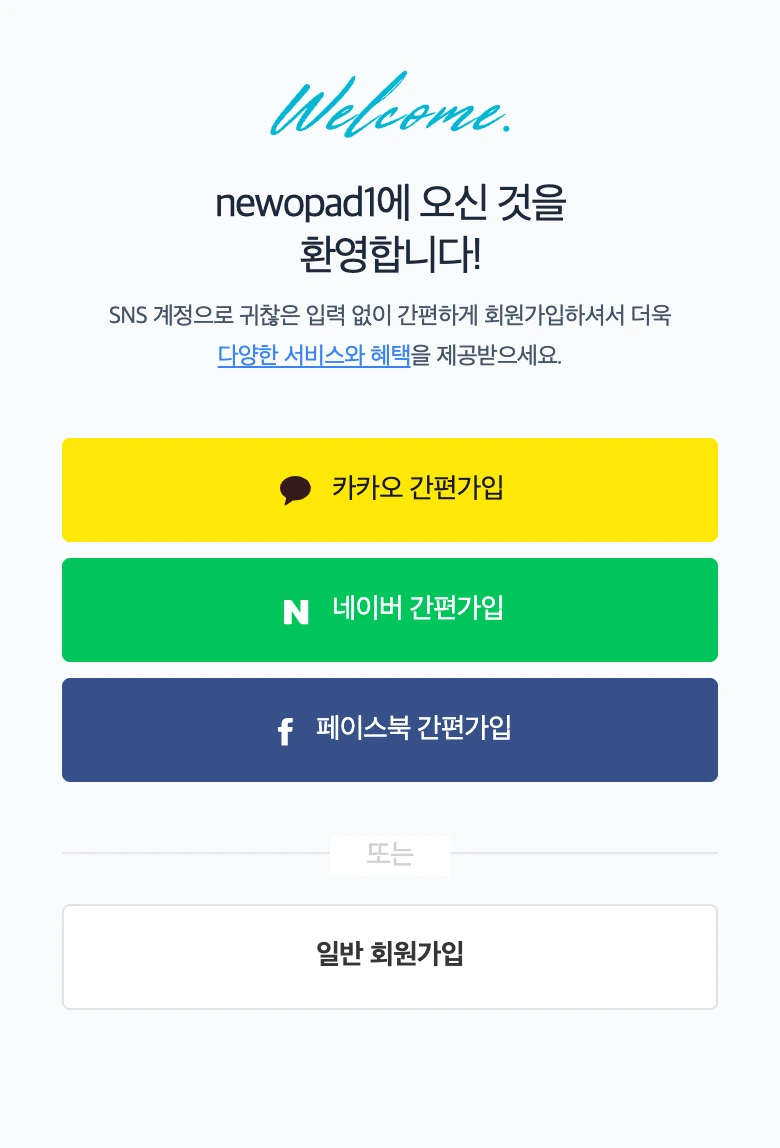 Welcome.
newopad1에 오신 것을
환영합니다!
SNS 계정으로 귀찮은 입력 없이 간편하게 회원가입하셔서 더욱
다양한 서비스와 혜택을 제공받으세요.
카카오 간편가입
N 네이버 간편가입
f 페이스북 간편가입
또는
일반 회원가입